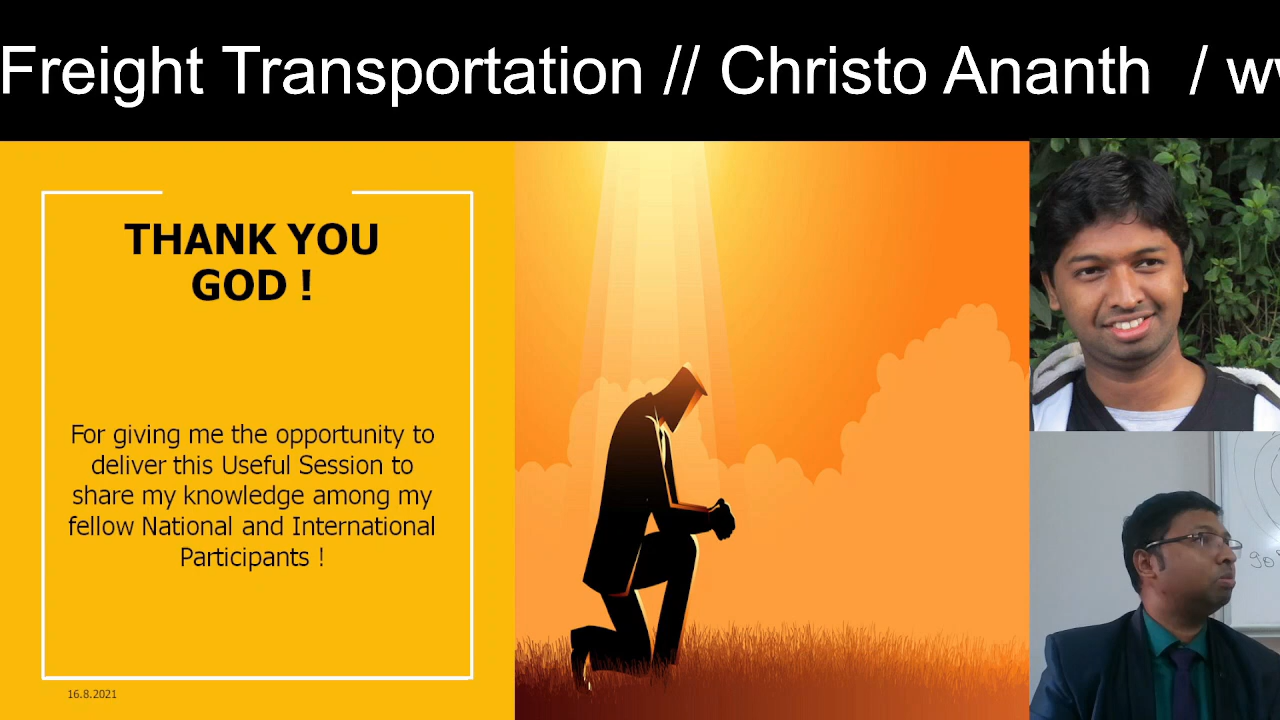 Freight Transportation // Christo Ananth / w
THANK YOU
GOD !
For giving me the opportunity to
deliver this Useful Session to
share my knowledge among my
fellow National and International
Participants !
16.8.2021